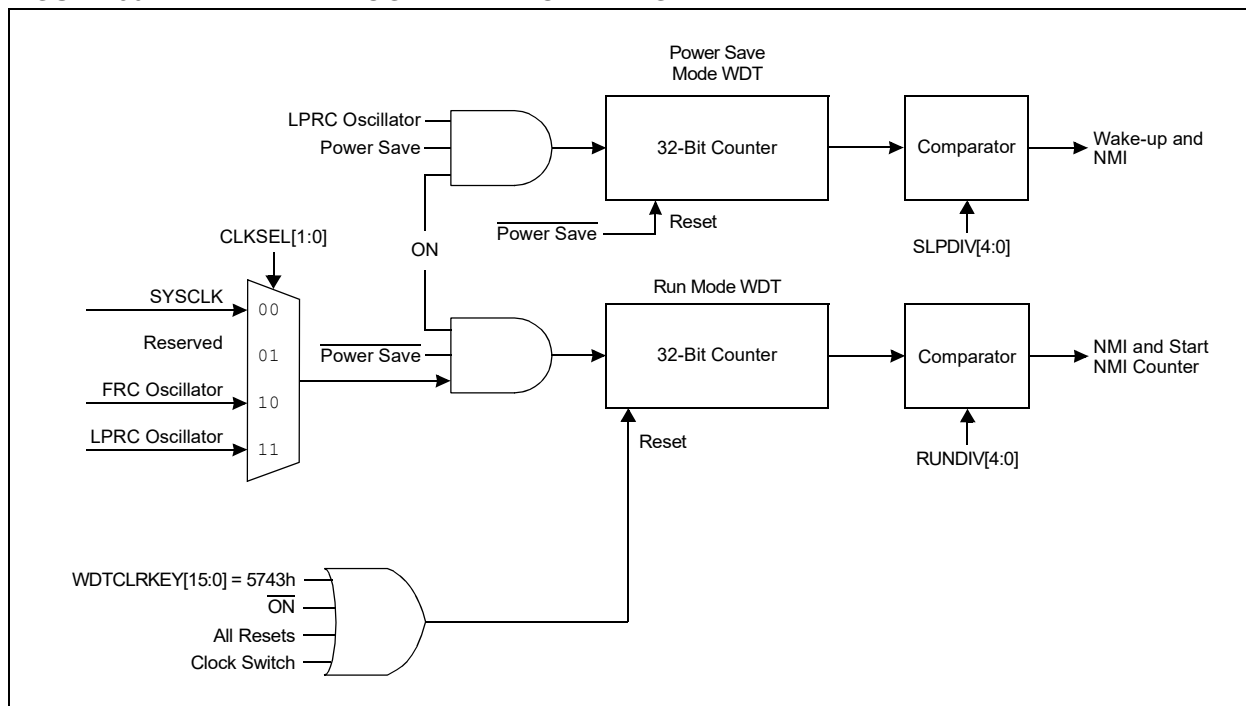 Power Save
Mode WDT
LPRC Oscillator
Power Save
32-Bit Counter
Comparator
Wake-up and
NMI
Power Save
Reset
SLPDIV[4:0]
CLKSEL[1:0]
ON
Run Mode WDT
SYSCLK
00
Reserved
01
Power Save
32-Bit Counter
Comparator
NMI and Start
NMI Counter
FRC Oscillator
10
LPRC Oscillator
11
Reset
RUNDIV[4:0]
WDTCLRKEY[15:0] = 5743h
ON
All Resets
Clock Switch